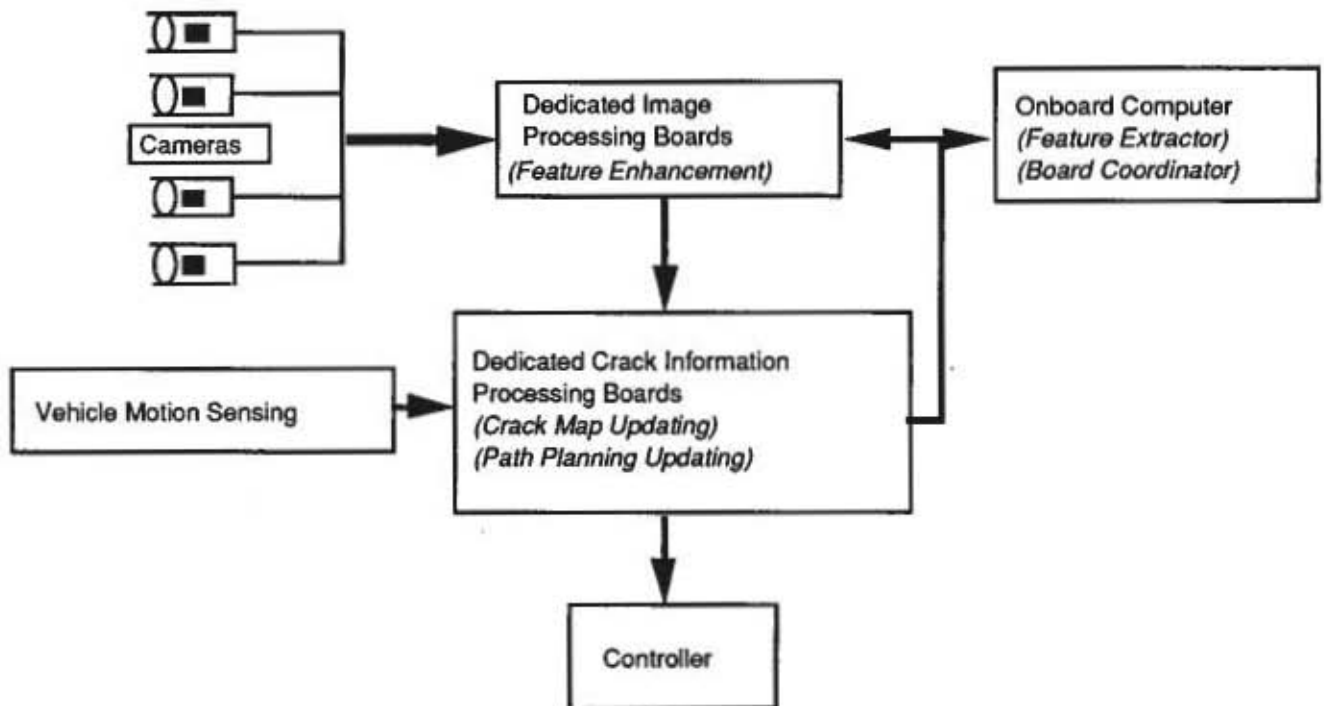 Cameras
Dedicated Image
Processing Boards
(Feature Enhancement)
Onboard Computer
(Feature Extractor)
(Board Coordinator)
Vehicle Motion Sensing
Dedicated Crack Information
Processing Boards
(Crack Map Updating)
(Path Planning Updating)
Controller